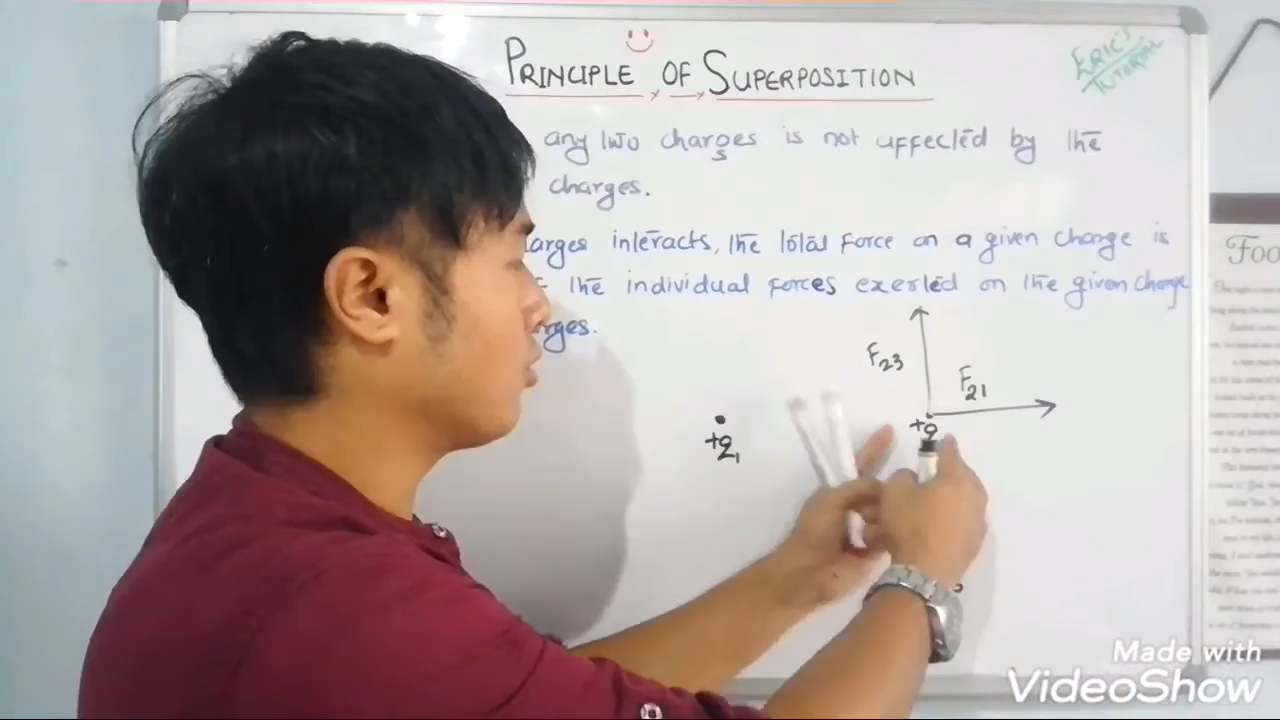 PRINCIPLE OF SUPERPOSITION
ERIC'S
TUTORIAL
any two charges is not affected by the
charges.
interacts, the total Force on a given charge is
the individual forces exerted on the given charge
F23
F21
+q1
+q
Foo
Made with
VideoShow